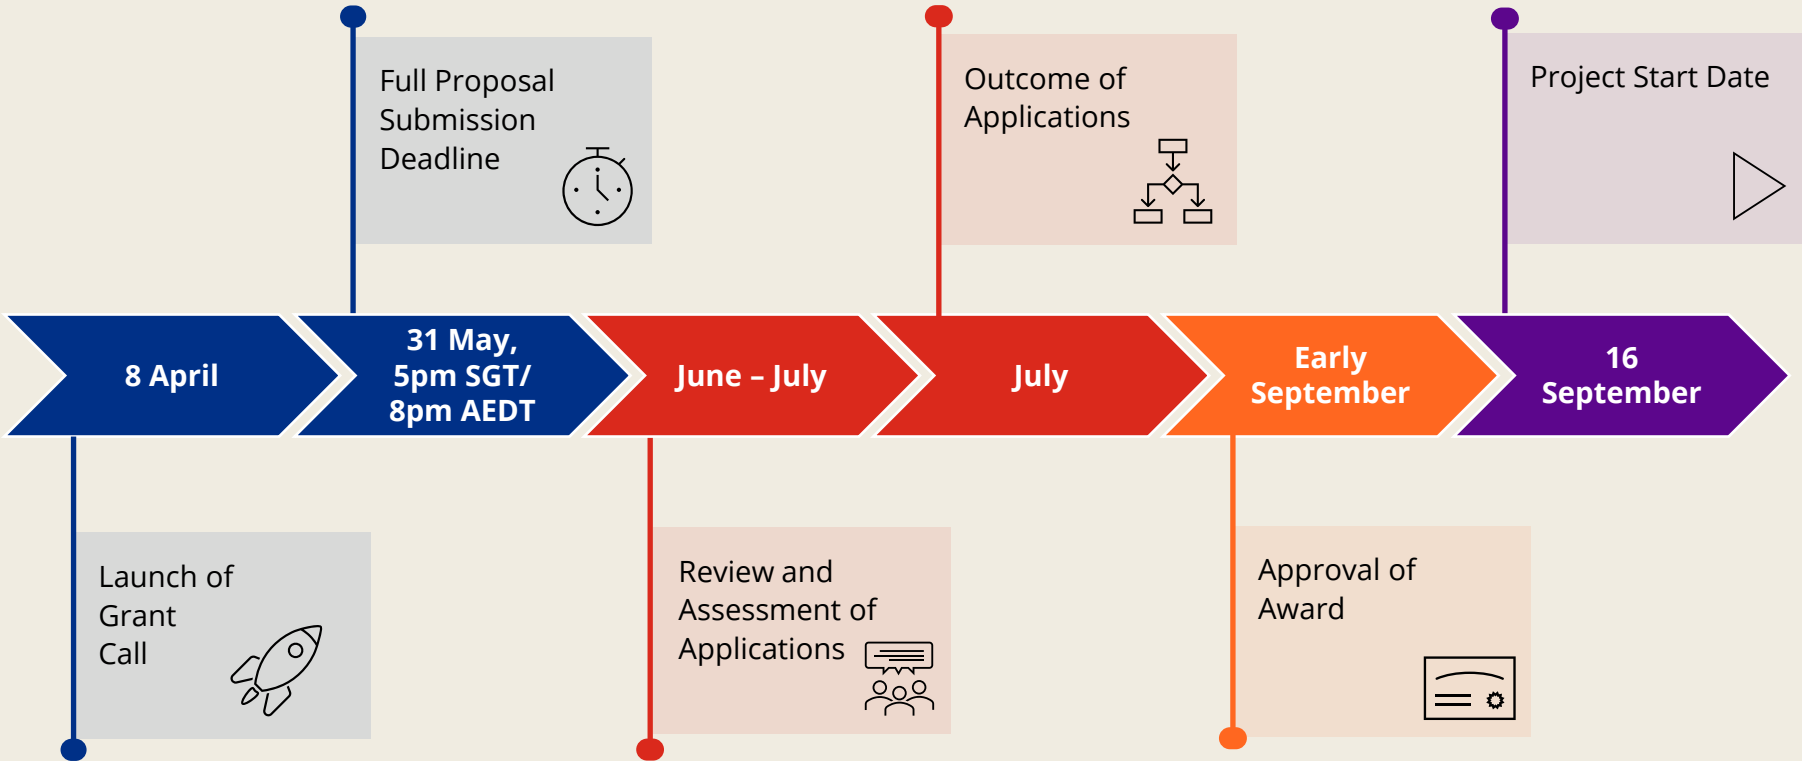 Full Proposal
Submission
Deadline
Outcome of
Applications
Project Start Date
8 April
31 May,
5pm SGT/
8pm AEDT
June – July
July
Early
September
16
September
Launch of
Grant
Call
Review and
Assessment of
Applications
Approval of
Award